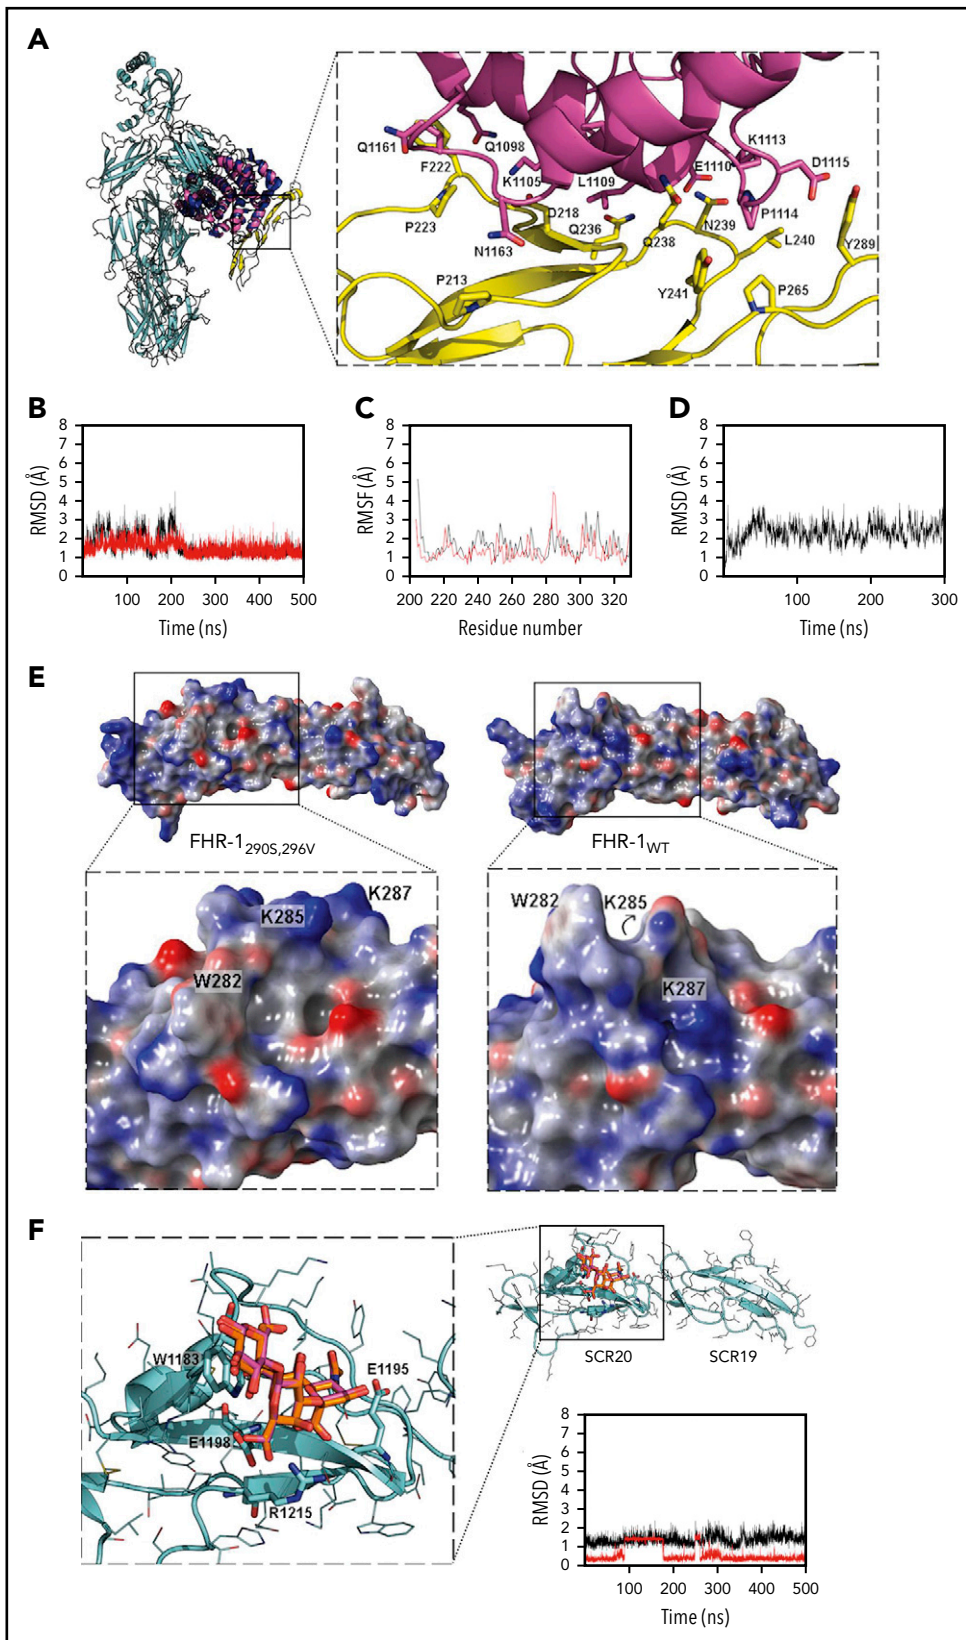 A
Q1161
Q1098
F222
K1105
L1109
E1110
K1113
D1115
P1114
D218
Q236
Q238
N239
L240
Y289
P223
N1163
P213
Y241
P265
B
RMSD (Å)
8
7
6
5
4
3
2
1
0
100 200 300 400 500
Time (ns)
C
RMSF (Å)
8
7
6
5
4
3
2
1
0
200 220 240 260 280 300 320
Residue number
D
RMSD (Å)
8
7
6
5
4
3
2
1
0
100 200 300
Time (ns)
E
FHR-1290S,296V
FHR-1WT
K287
K285
W282
W282
K285
K287
F
W1183
E1195
E1198
R1215
SCR20
SCR19
RMSD (Å)
8
7
6
5
4
3
2
1
0
100 200 300 400 500
Time (ns)